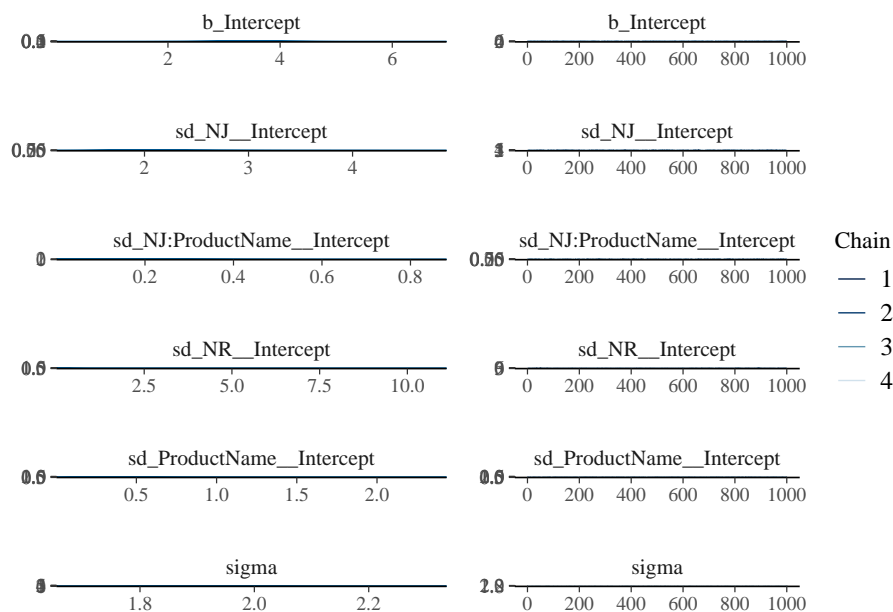 b_Intercept b_Intercept
2 4 6 0 200 400 600 800 1000
sd_NJ__Intercept sd_NJ__Intercept
2 3 4 0 200 400 600 800 1000
sd_NJ:ProductName__Intercept sd_NJ:ProductName__Intercept
0.2 0.4 0.6 0.8 0 200 400 600 800 1000
Chain
1
2
3
4
sd_NR__Intercept sd_NR__Intercept
2.5 5.0 7.5 10.0 0 200 400 600 800 1000
sd_ProductName__Intercept sd_ProductName__Intercept
0.5 1.0 1.5 2.0 0 200 400 600 800 1000
sigma sigma
1.8 2.0 2.2 0 200 400 600 800 1000